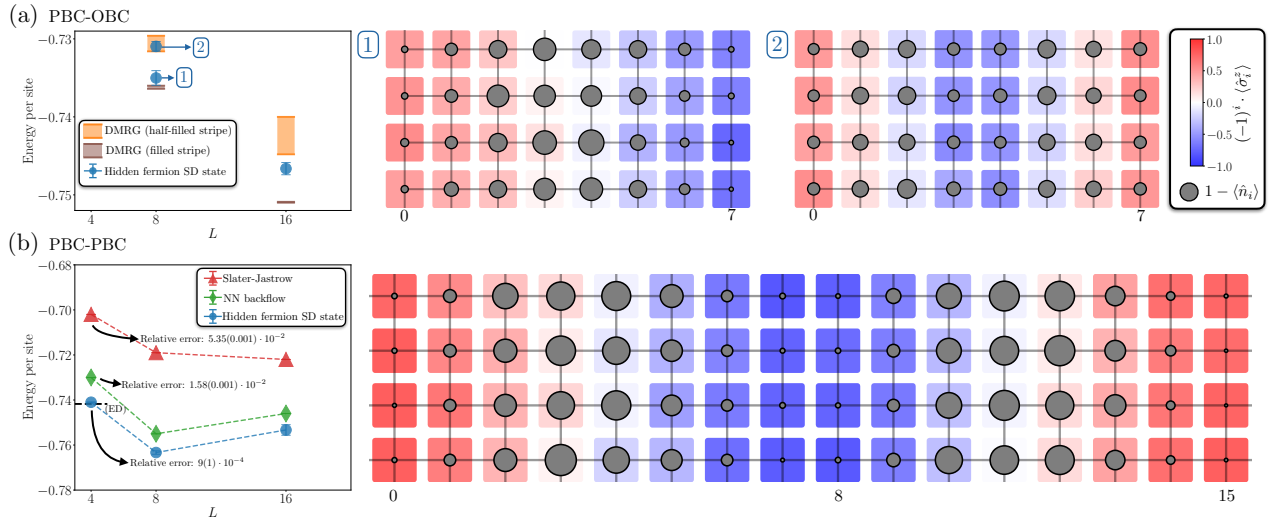 (a) PBC-OBC
−0.73
−0.74
−0.75
Energy per site
2
1
DMRG (half-filled stripe)
DMRG (filled stripe)
Hidden fermion SD state
4
8
16
L
1
0
7
2
0
7
1.0
0.5
0.0
−0.5
−1.0
(−1)^i · ⟨σ̂_i^z⟩
1 − ⟨n̂_i⟩
(b) PBC-PBC
−0.68
−0.70
−0.72
−0.74
−0.76
−0.78
Energy per site
Slater-Jastrow
NN backflow
Hidden fermion SD state
Relative error: 5.35(0.001) · 10^−2
Relative error: 1.58(0.001) · 10^−2
(ED)
Relative error: 9(1) · 10^−4
4
8
16
L
0
8
15